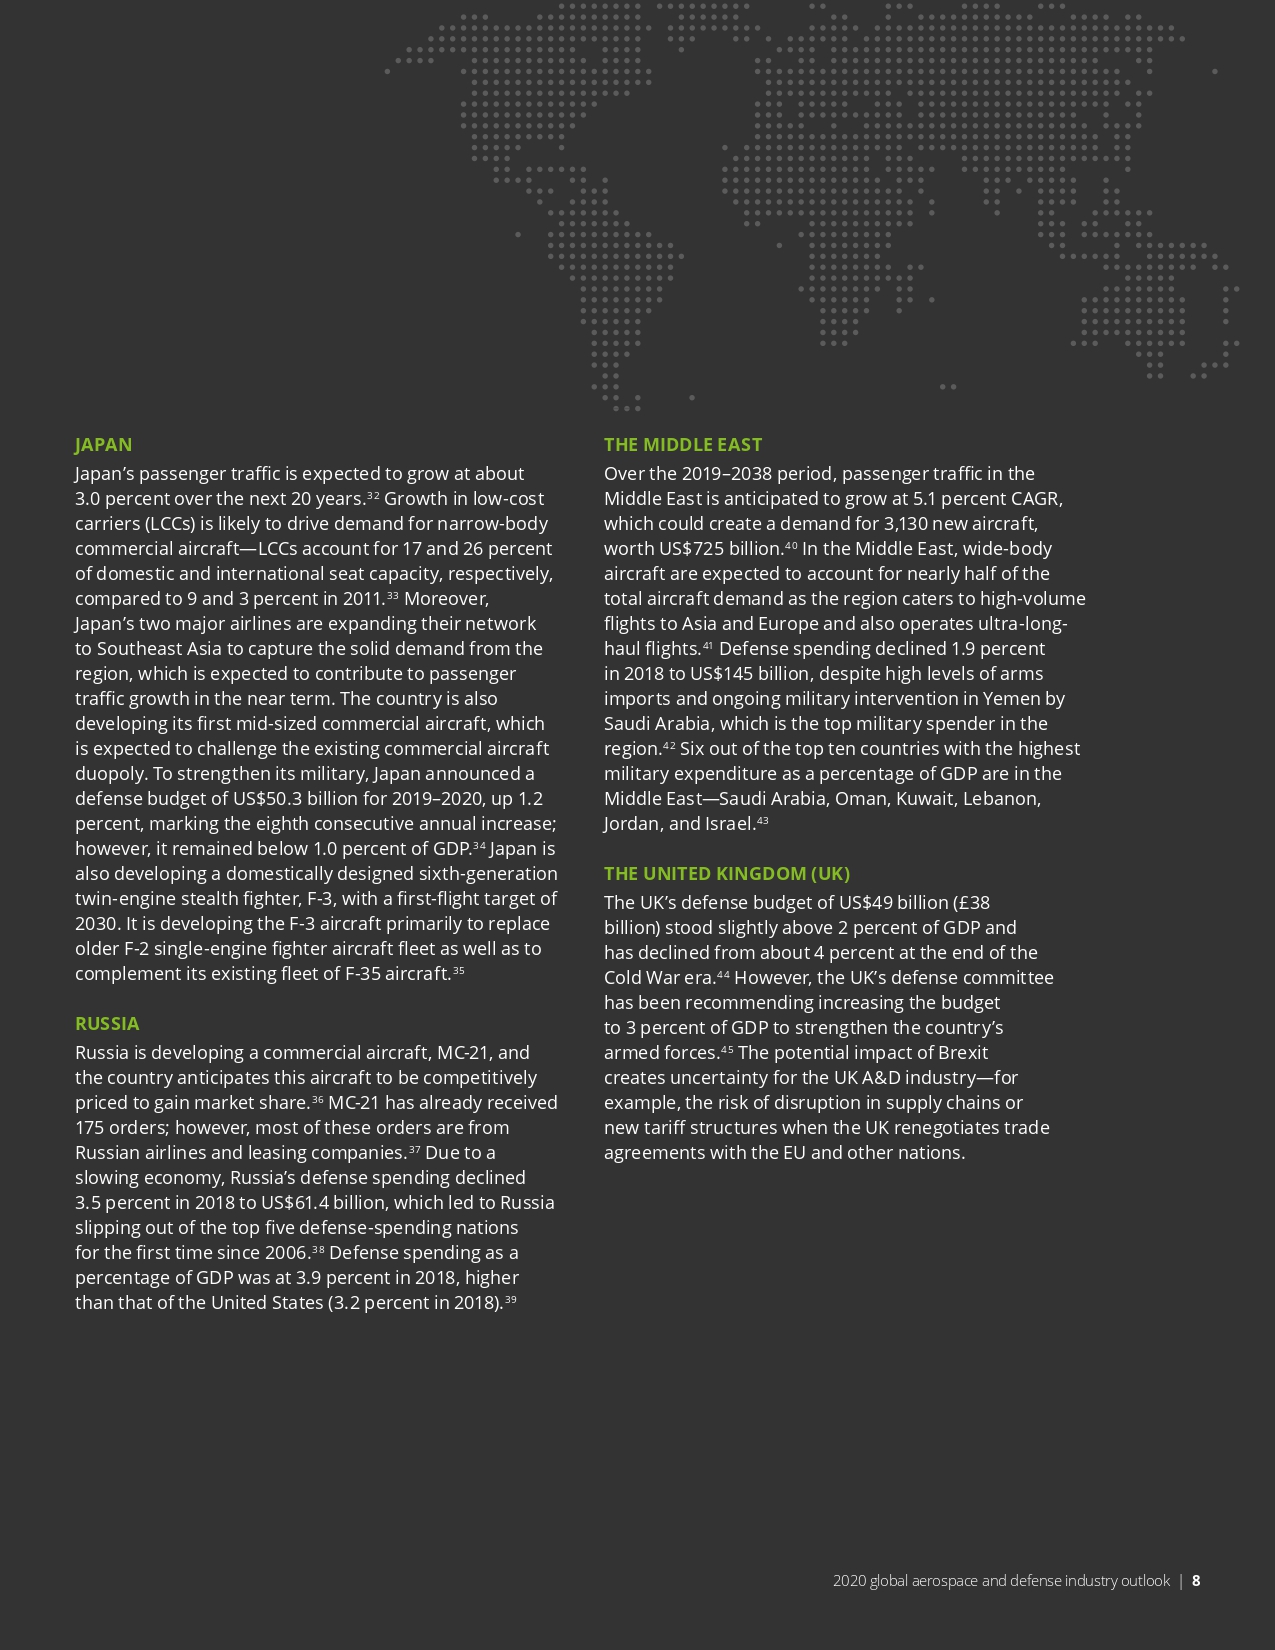 JAPAN
Japan’s passenger traffic is expected to grow at about
3.0 percent over the next 20 years.32 Growth in low-cost
carriers (LCCs) is likely to drive demand for narrow-body
commercial aircraft—LCCs account for 17 and 26 percent
of domestic and international seat capacity, respectively,
compared to 9 and 3 percent in 2011.33 Moreover,
Japan’s two major airlines are expanding their network
to Southeast Asia to capture the solid demand from the
region, which is expected to contribute to passenger
traffic growth in the near term. The country is also
developing its first mid-sized commercial aircraft, which
is expected to challenge the existing commercial aircraft
duopoly. To strengthen its military, Japan announced a
defense budget of US$50.3 billion for 2019–2020, up 1.2
percent, marking the eighth consecutive annual increase;
however, it remained below 1.0 percent of GDP.34 Japan is
also developing a domestically designed sixth-generation
twin-engine stealth fighter, F-3, with a first-flight target of
2030. It is developing the F-3 aircraft primarily to replace
older F-2 single-engine fighter aircraft fleet as well as to
complement its existing fleet of F-35 aircraft.35
RUSSIA
Russia is developing a commercial aircraft, MC-21, and
the country anticipates this aircraft to be competitively
priced to gain market share.36 MC-21 has already received
175 orders; however, most of these orders are from
Russian airlines and leasing companies.37 Due to a
slowing economy, Russia’s defense spending declined
3.5 percent in 2018 to US$61.4 billion, which led to Russia
slipping out of the top five defense-spending nations
for the first time since 2006.38 Defense spending as a
percentage of GDP was at 3.9 percent in 2018, higher
than that of the United States (3.2 percent in 2018).39
THE MIDDLE EAST
Over the 2019–2038 period, passenger traffic in the
Middle East is anticipated to grow at 5.1 percent CAGR,
which could create a demand for 3,130 new aircraft,
worth US$725 billion.40 In the Middle East, wide-body
aircraft are expected to account for nearly half of the
total aircraft demand as the region caters to high-volume
flights to Asia and Europe and also operates ultra-long-
haul flights.41 Defense spending declined 1.9 percent
in 2018 to US$145 billion, despite high levels of arms
imports and ongoing military intervention in Yemen by
Saudi Arabia, which is the top military spender in the
region.42 Six out of the top ten countries with the highest
military expenditure as a percentage of GDP are in the
Middle East—Saudi Arabia, Oman, Kuwait, Lebanon,
Jordan, and Israel.43
THE UNITED KINGDOM (UK)
The UK’s defense budget of US$49 billion (£38
billion) stood slightly above 2 percent of GDP and
has declined from about 4 percent at the end of the
Cold War era.44 However, the UK’s defense committee
has been recommending increasing the budget
to 3 percent of GDP to strengthen the country’s
armed forces.45 The potential impact of Brexit
creates uncertainty for the UK A&D industry—for
example, the risk of disruption in supply chains or
new tariff structures when the UK renegotiates trade
agreements with the EU and other nations.
2020 global aerospace and defense industry outlook | 8